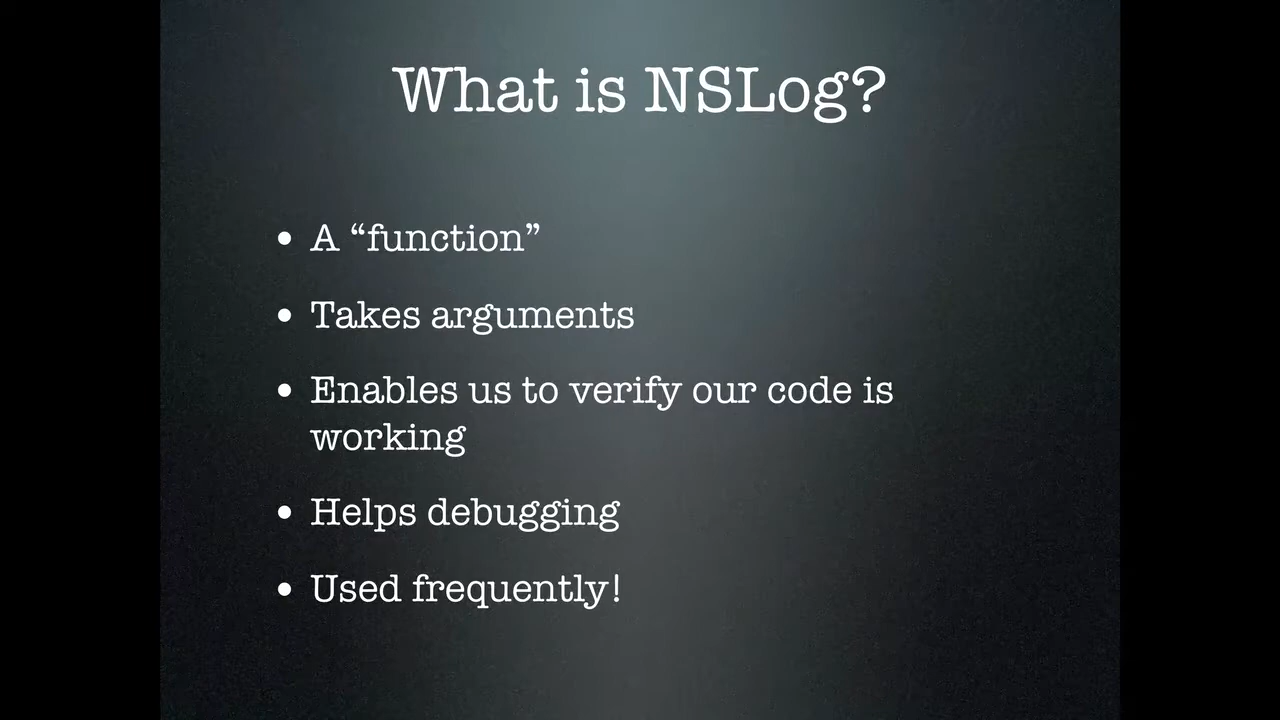 What is NSLog?
• A “function”
• Takes arguments
• Enables us to verify our code is
working
• Helps debugging
• Used frequently!